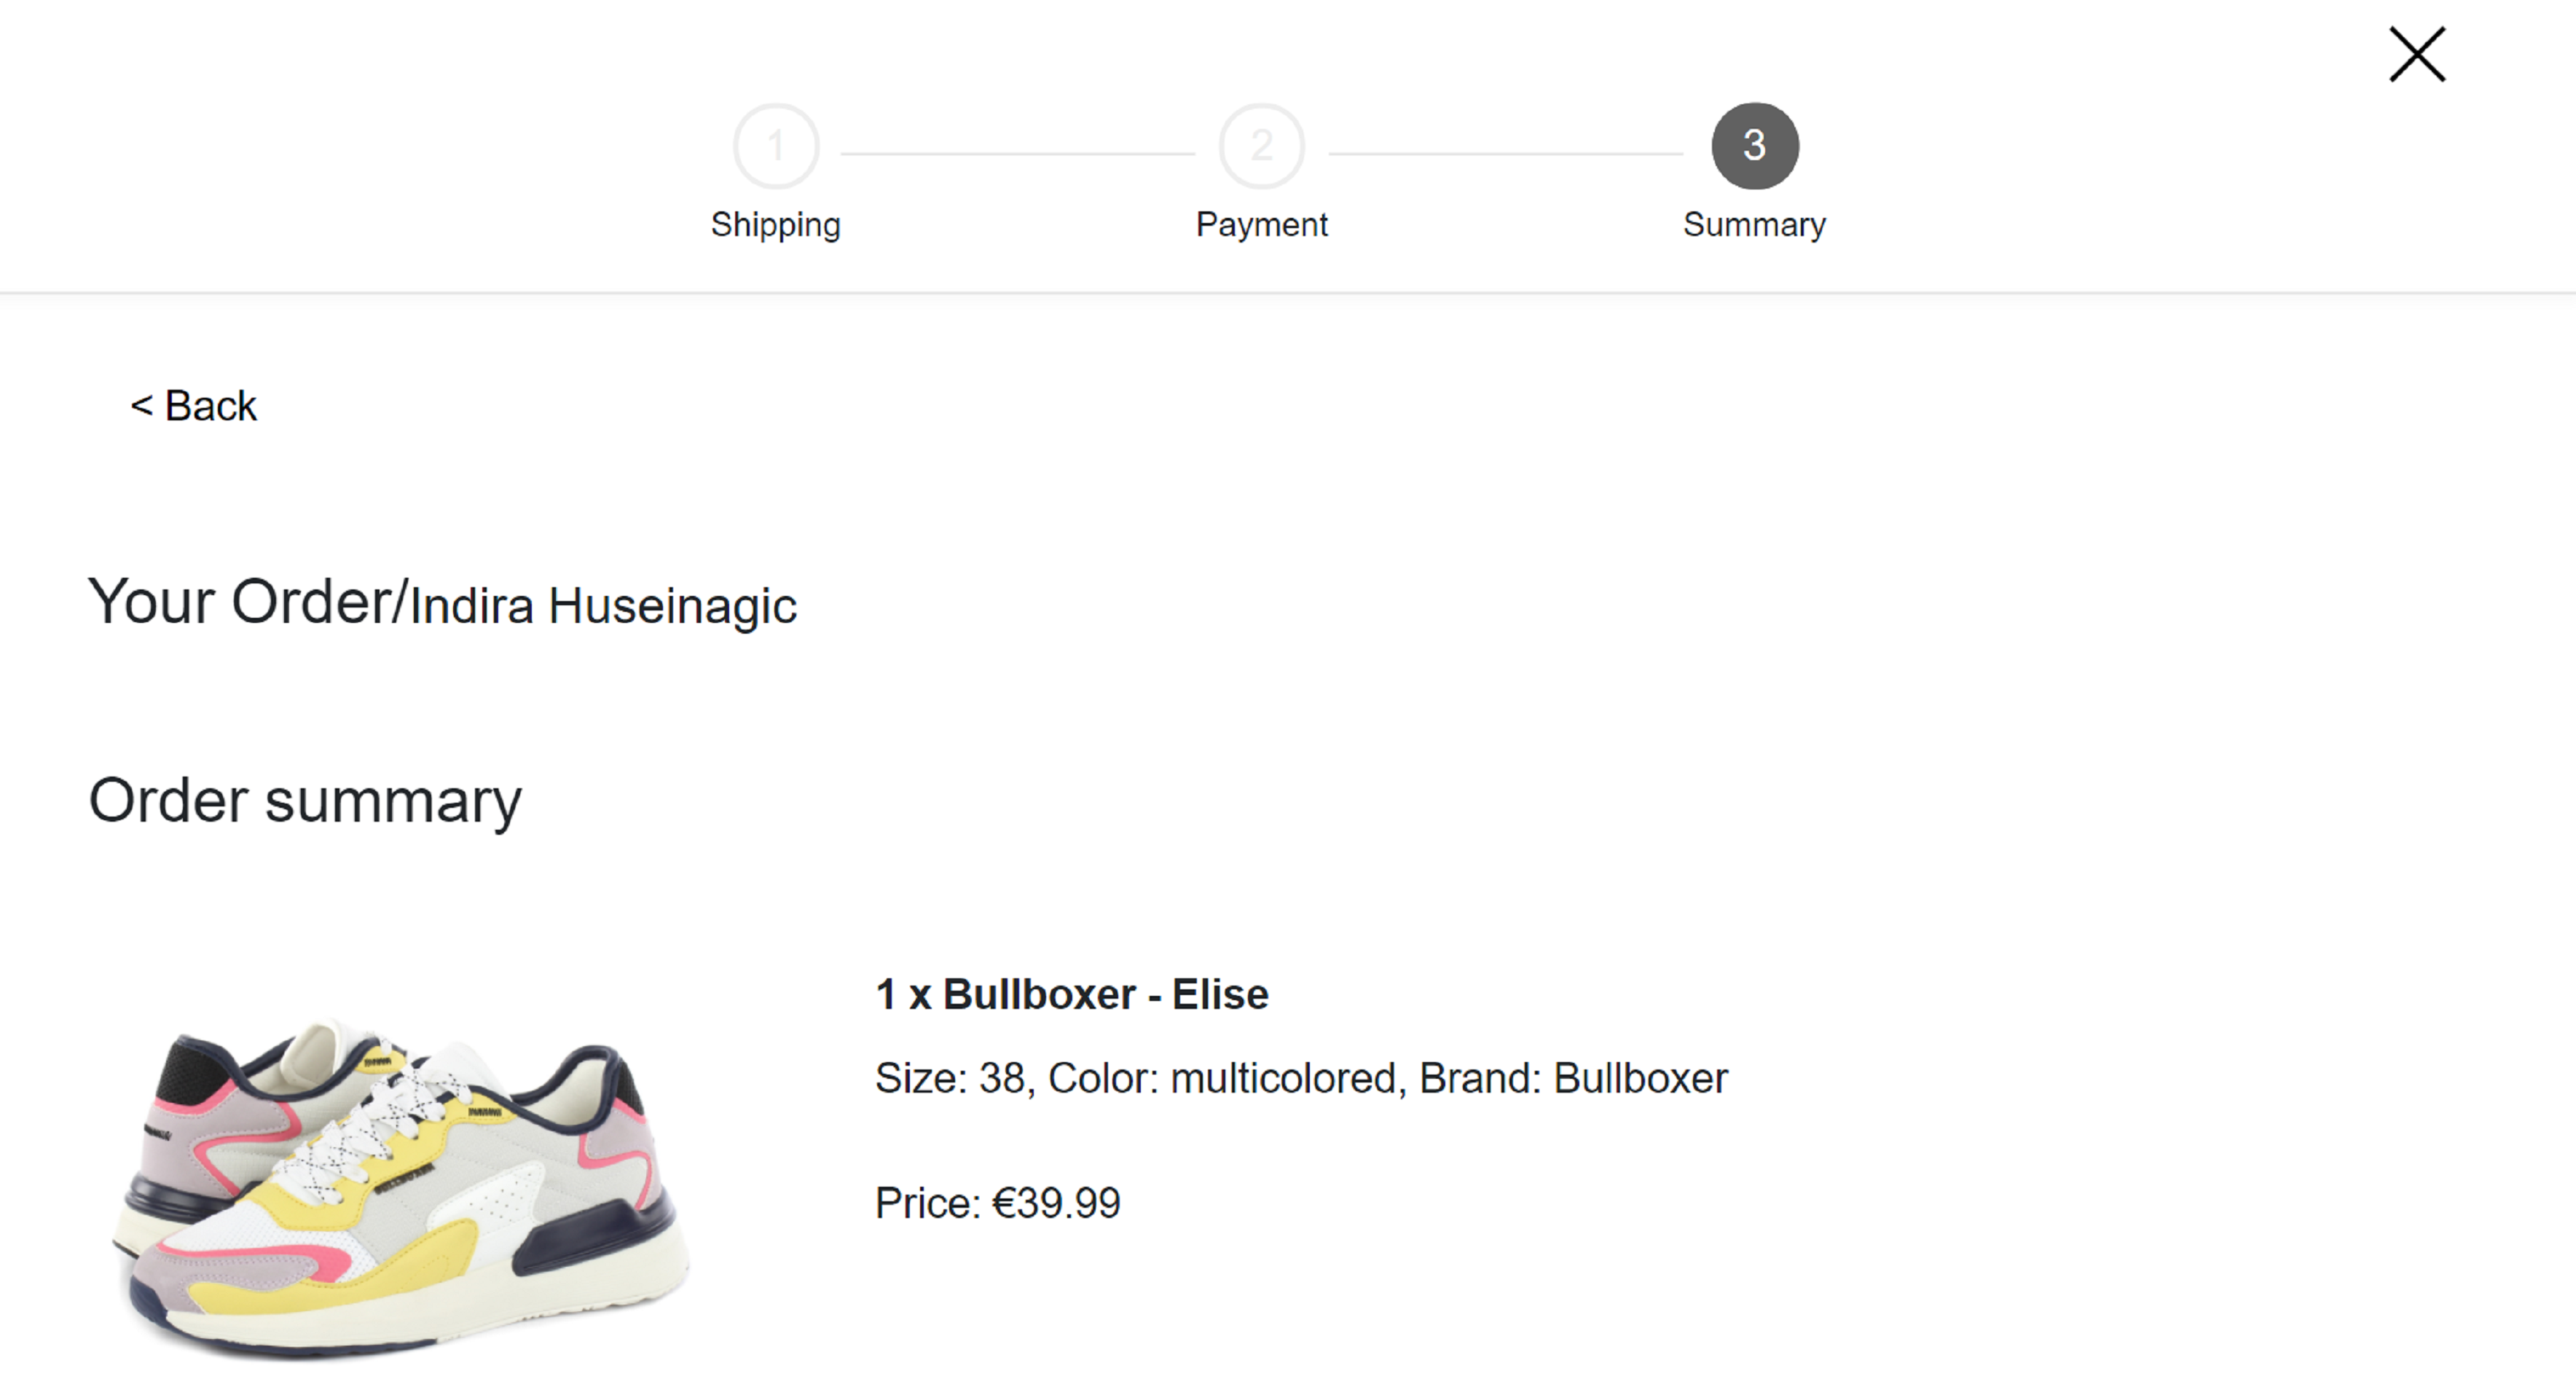 1
2
3
Shipping
Payment
Summary
< Back
Your Order/Indira Huseinagic
Order summary
1 x Bullboxer - Elise
Size: 38, Color: multicolored, Brand: Bullboxer
Price: €39.99